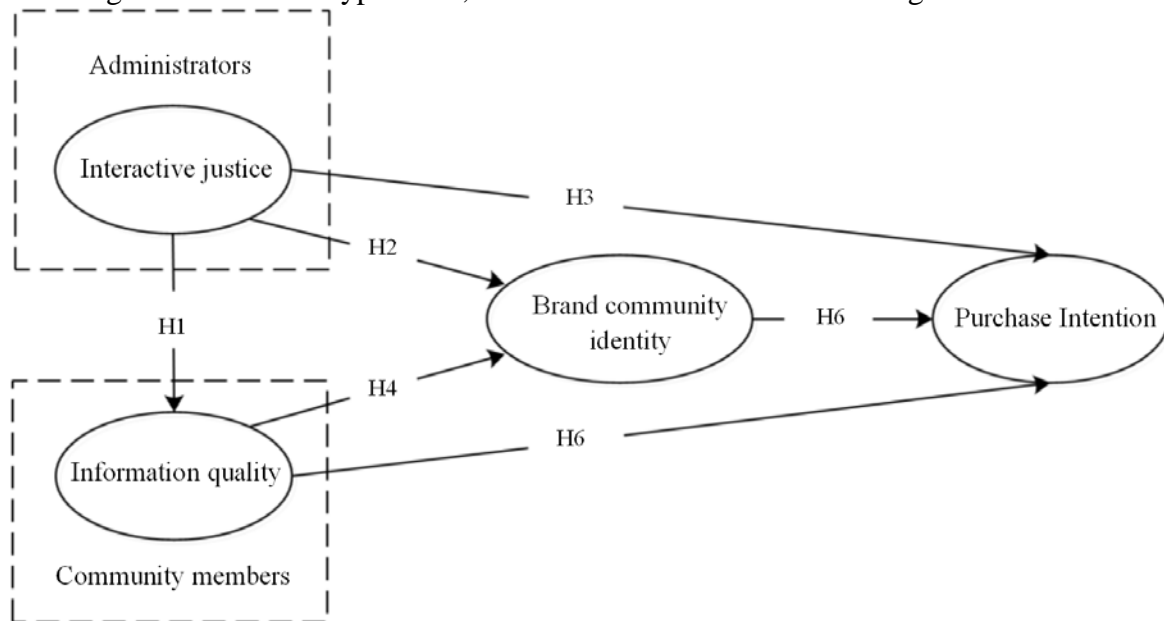 Administrators
Interactive justice
H3
H2
H1
Brand community
identity
H6
Purchase Intention
H4
H6
Information quality
Community members